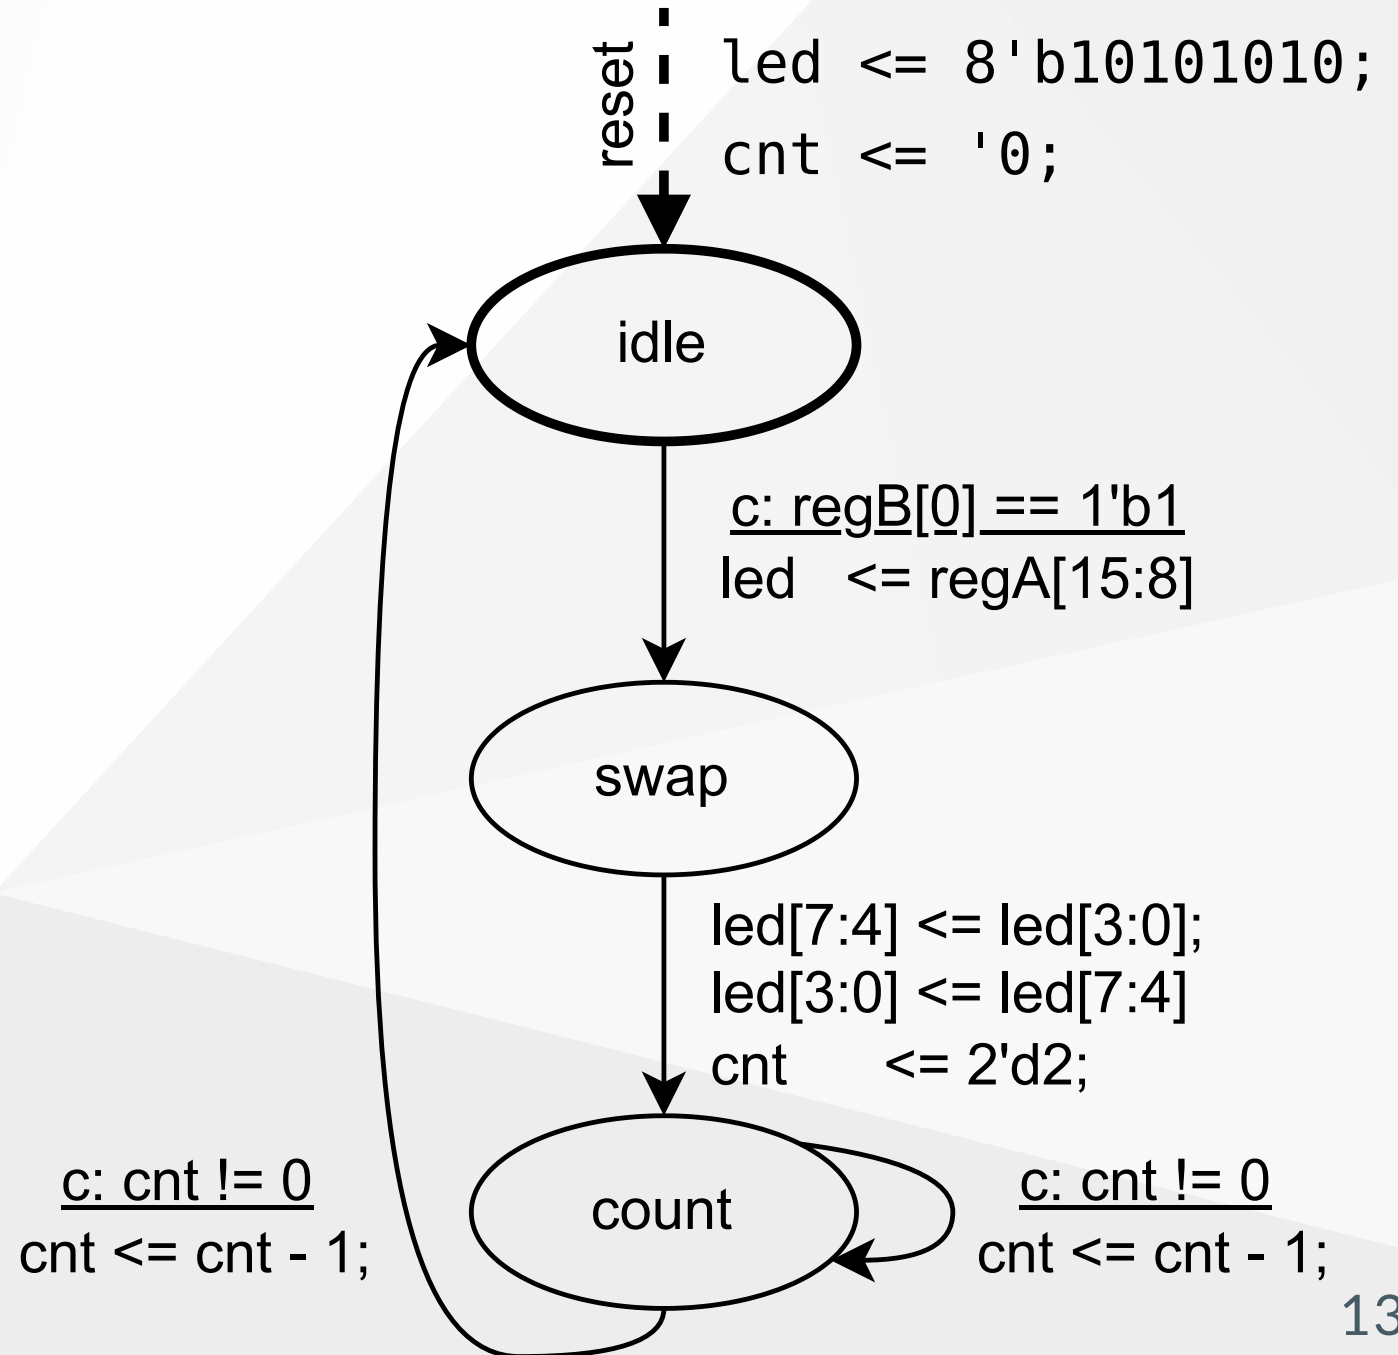 reset
led <= 8'b10101010;
cnt <= '0;
idle
c: regB[0] == 1'b1
led <= regA[15:8]
swap
led[7:4] <= led[3:0];
led[3:0] <= led[7:4]
cnt <= 2'd2;
c: cnt != 0
cnt <= cnt - 1;
count
c: cnt != 0
cnt <= cnt - 1;
13